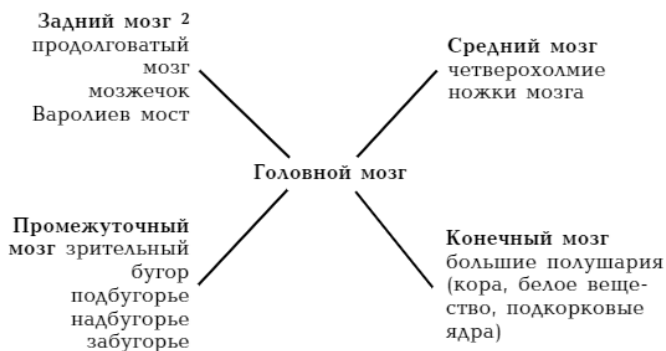 Задний мозг ²
продолговатый
мозг
мозжечок
Варолиев мост
Средний мозг
четверохолмие
ножки мозга
Головной мозг
Промежуточный
мозг зрительный
бугор
подбугорье
надбугорье
забугорье
Конечный мозг
большие полушария
(кора, белое веще-
ство, подкорковые
ядра)